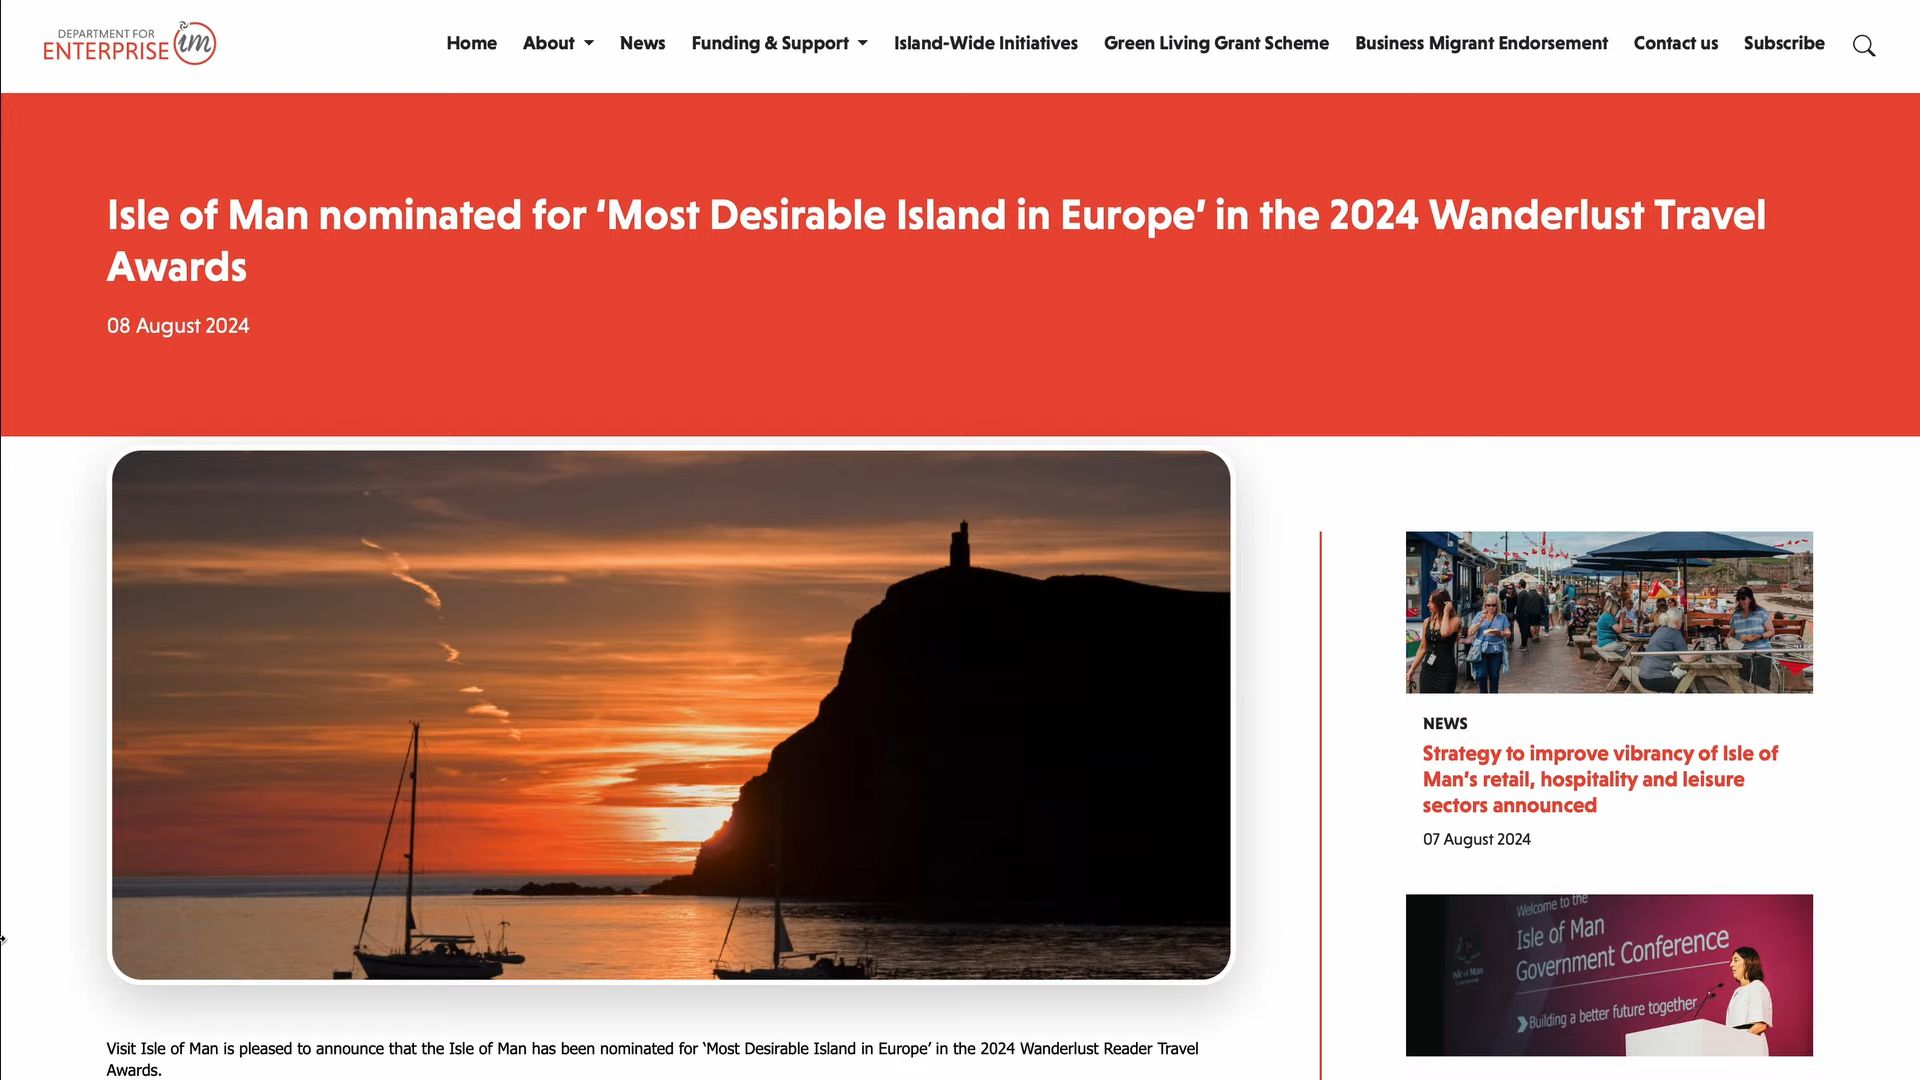 DEPARTMENT FOR
ENTERPRISE im
Home About News Funding & Support Island-Wide Initiatives Green Living Grant Scheme Business Migrant Endorsement Contact us Subscribe
Isle of Man nominated for ‘Most Desirable Island in Europe’ in the 2024 Wanderlust Travel
Awards
08 August 2024
NEWS
Strategy to improve vibrancy of Isle of
Man’s retail, hospitality and leisure
sectors announced
07 August 2024
Welcome to the
Isle of Man
Government Conference
Building a better future together
Isle of Man
Visit Isle of Man is pleased to announce that the Isle of Man has been nominated for ‘Most Desirable Island in Europe’ in the 2024 Wanderlust Reader Travel
Awards.